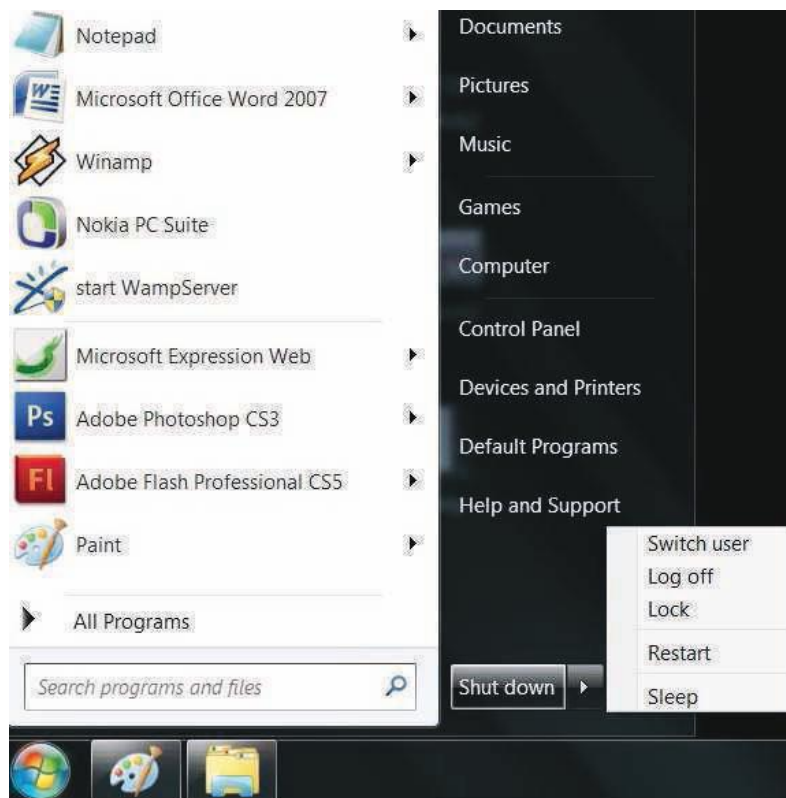 Notepad
Microsoft Office Word 2007
Winamp
Nokia PC Suite
start WampServer
Microsoft Expression Web
Ps
Adobe Photoshop CS3
Fl
Adobe Flash Professional CS5
Paint
All Programs
Search programs and files
Documents
Pictures
Music
Games
Computer
Control Panel
Devices and Printers
Default Programs
Help and Support
Shut down
Switch user
Log off
Lock
Restart
Sleep